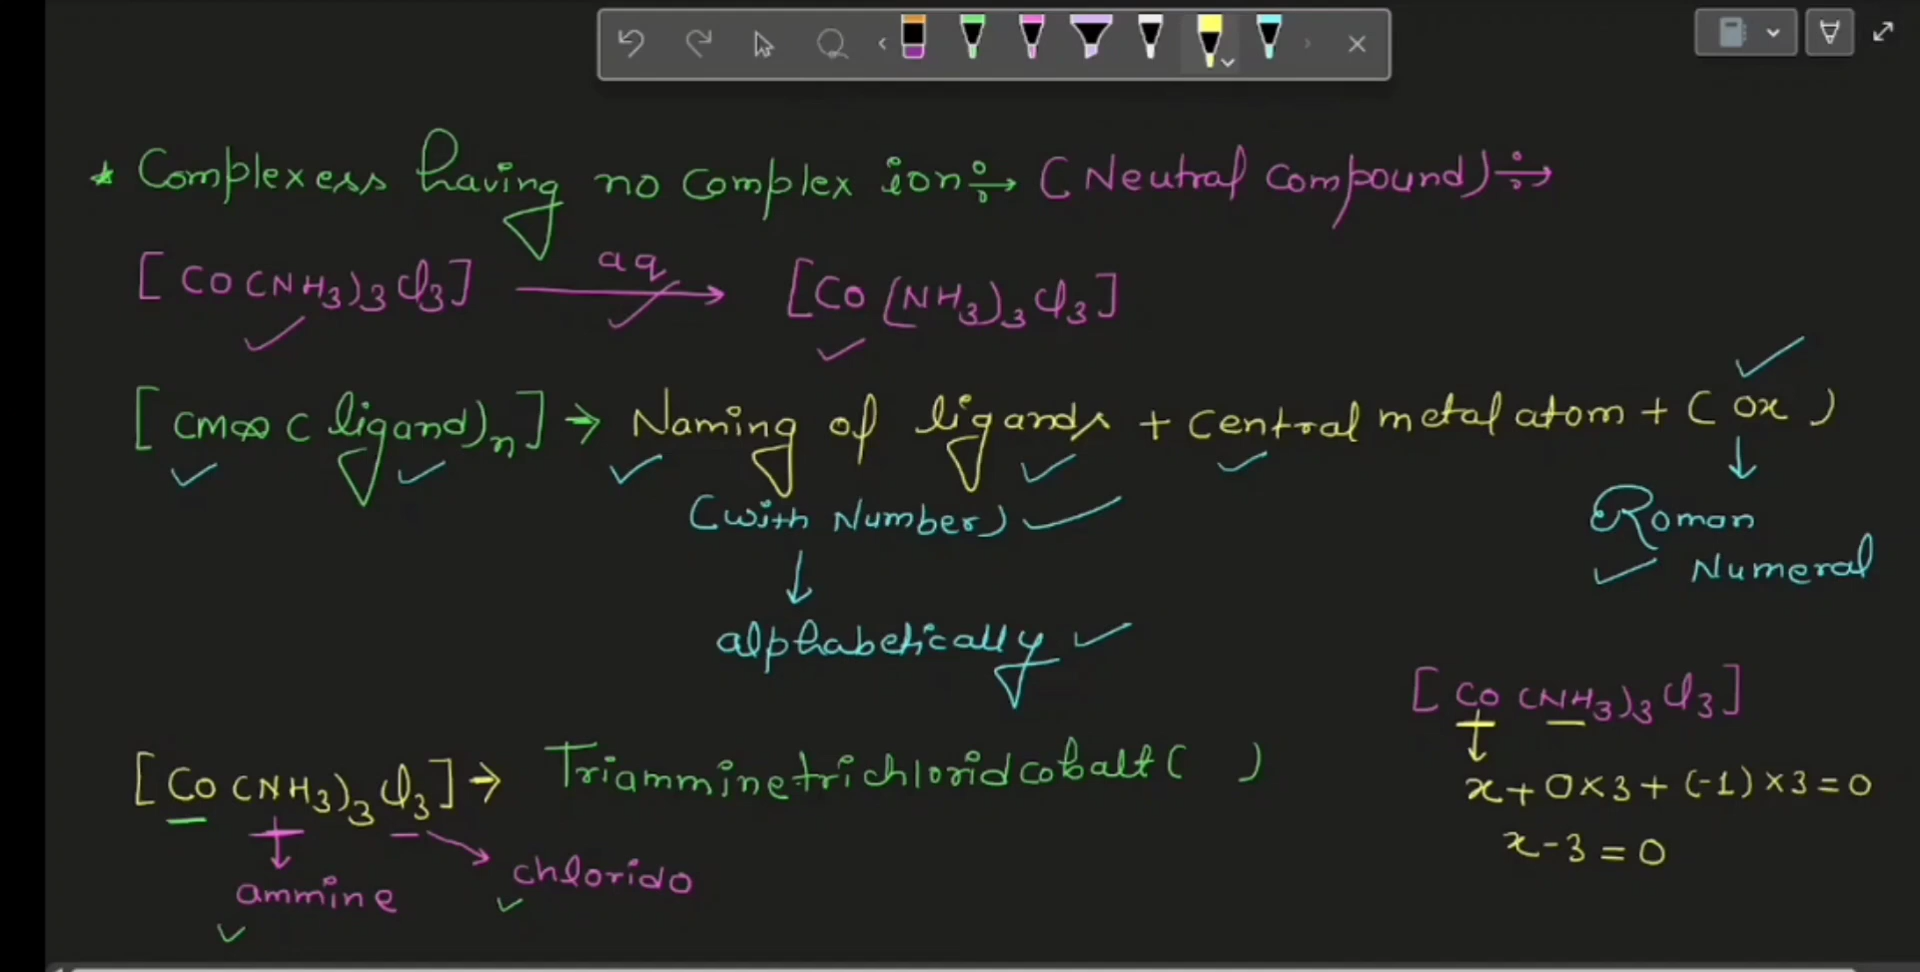 * Complexess having no complex ion ÷→ (Neutral compound) ÷→
[CO(NH3)3Cl3] aq → [Co(NH3)3Cl3]
[CMA(ligand)n] → Naming of ligands + central metal atom + (ox)
(with Number)
↓
alphabetically
↓
Roman
Numeral
[Co(NH3)3Cl3]
[Co(NH3)3Cl3] → Triamminetrichloridcobalt( )
x+0×3+(-1)×3=0
x-3=0
ammine
chlorido